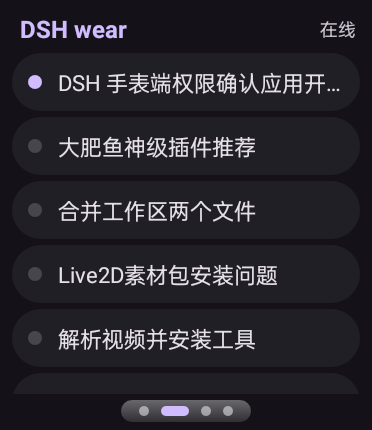 DSH wear
在线
DSH 手表端权限确认应用开…
大肥鱼神级插件推荐
合并工作区两个文件
Live2D素材包安装问题
解析视频并安装工具